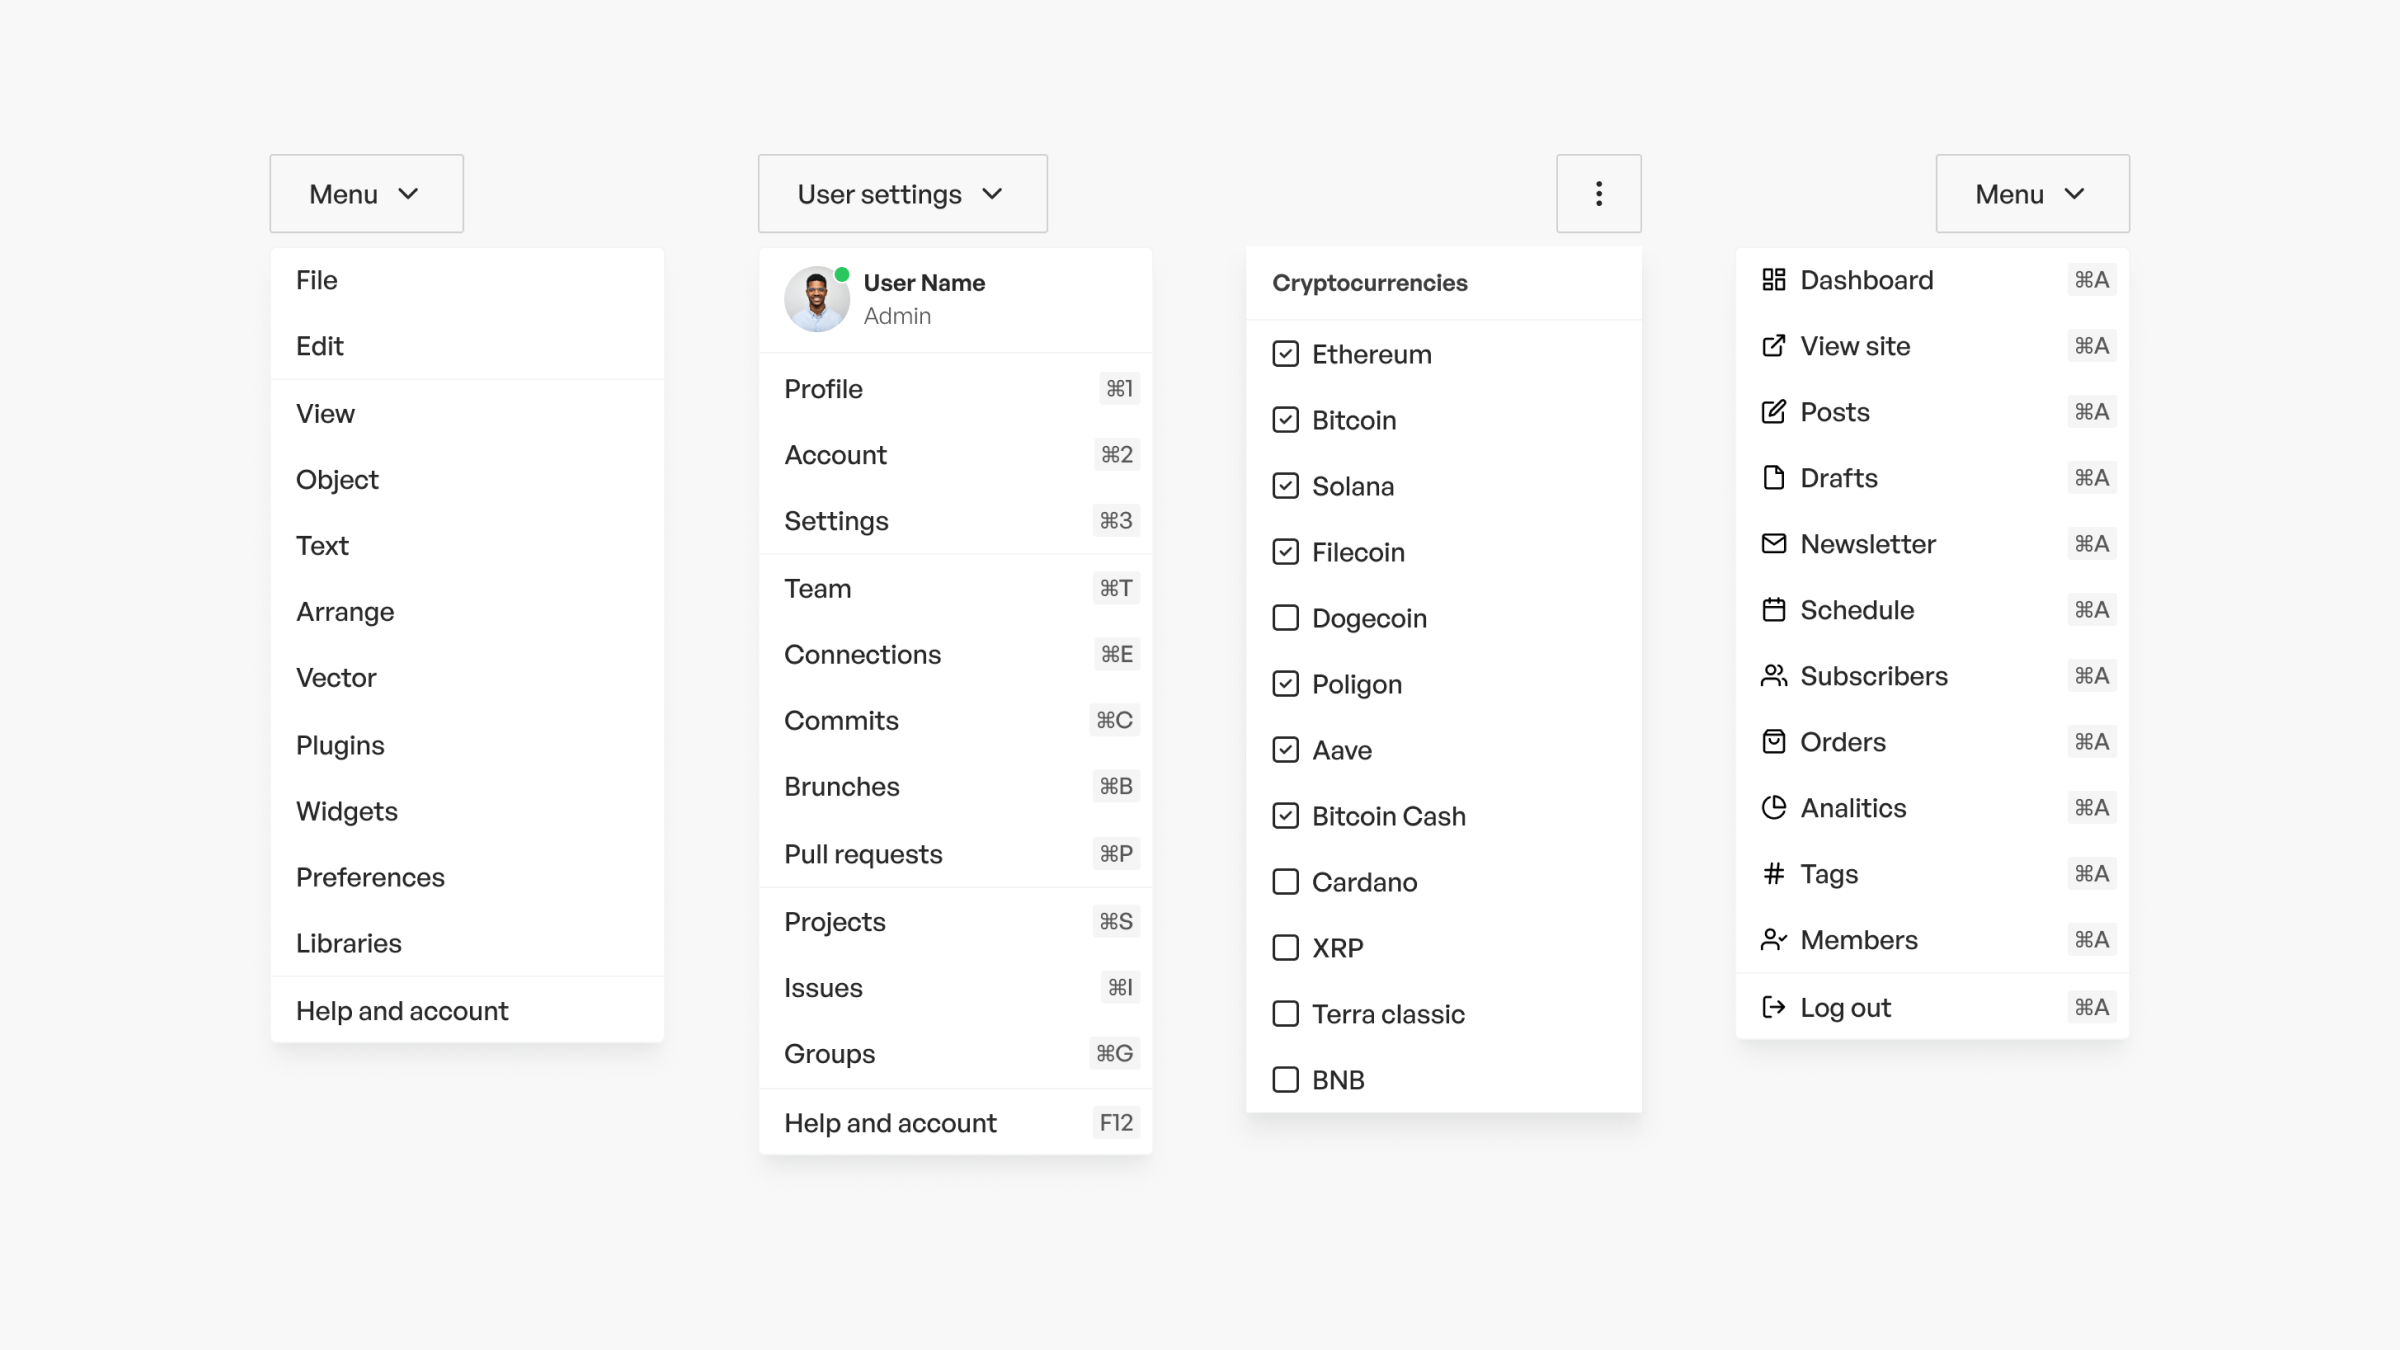 Menu
File
Edit
View
Object
Text
Arrange
Vector
Plugins
Widgets
Preferences
Libraries
Help and account
User settings
User Name
Admin
Profile ⌘1
Account ⌘2
Settings ⌘3
Team ⌘T
Connections ⌘E
Commits ⌘C
Brunches ⌘B
Pull requests ⌘P
Projects ⌘S
Issues ⌘I
Groups ⌘G
Help and account F12
Cryptocurrencies
Ethereum
Bitcoin
Solana
Filecoin
Dogecoin
Poligon
Aave
Bitcoin Cash
Cardano
XRP
Terra classic
BNB
Menu
Dashboard ⌘A
View site ⌘A
Posts ⌘A
Drafts ⌘A
Newsletter ⌘A
Schedule ⌘A
Subscribers ⌘A
Orders ⌘A
Analitics ⌘A
Tags ⌘A
Members ⌘A
Log out ⌘A